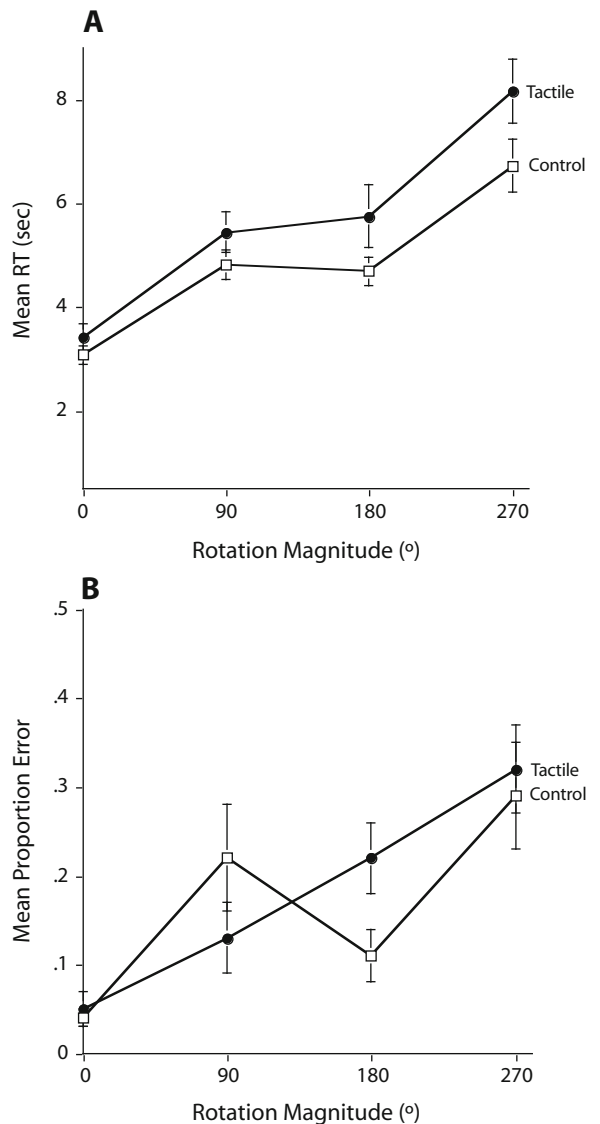 A
8
6
4
2
Mean RT (sec)
Tactile
Control
0 90 180 270
Rotation Magnitude (º)
B
.5
.4
.3
.2
.1
0
Mean Proportion Error
Tactile
Control
0 90 180 270
Rotation Magnitude (º)